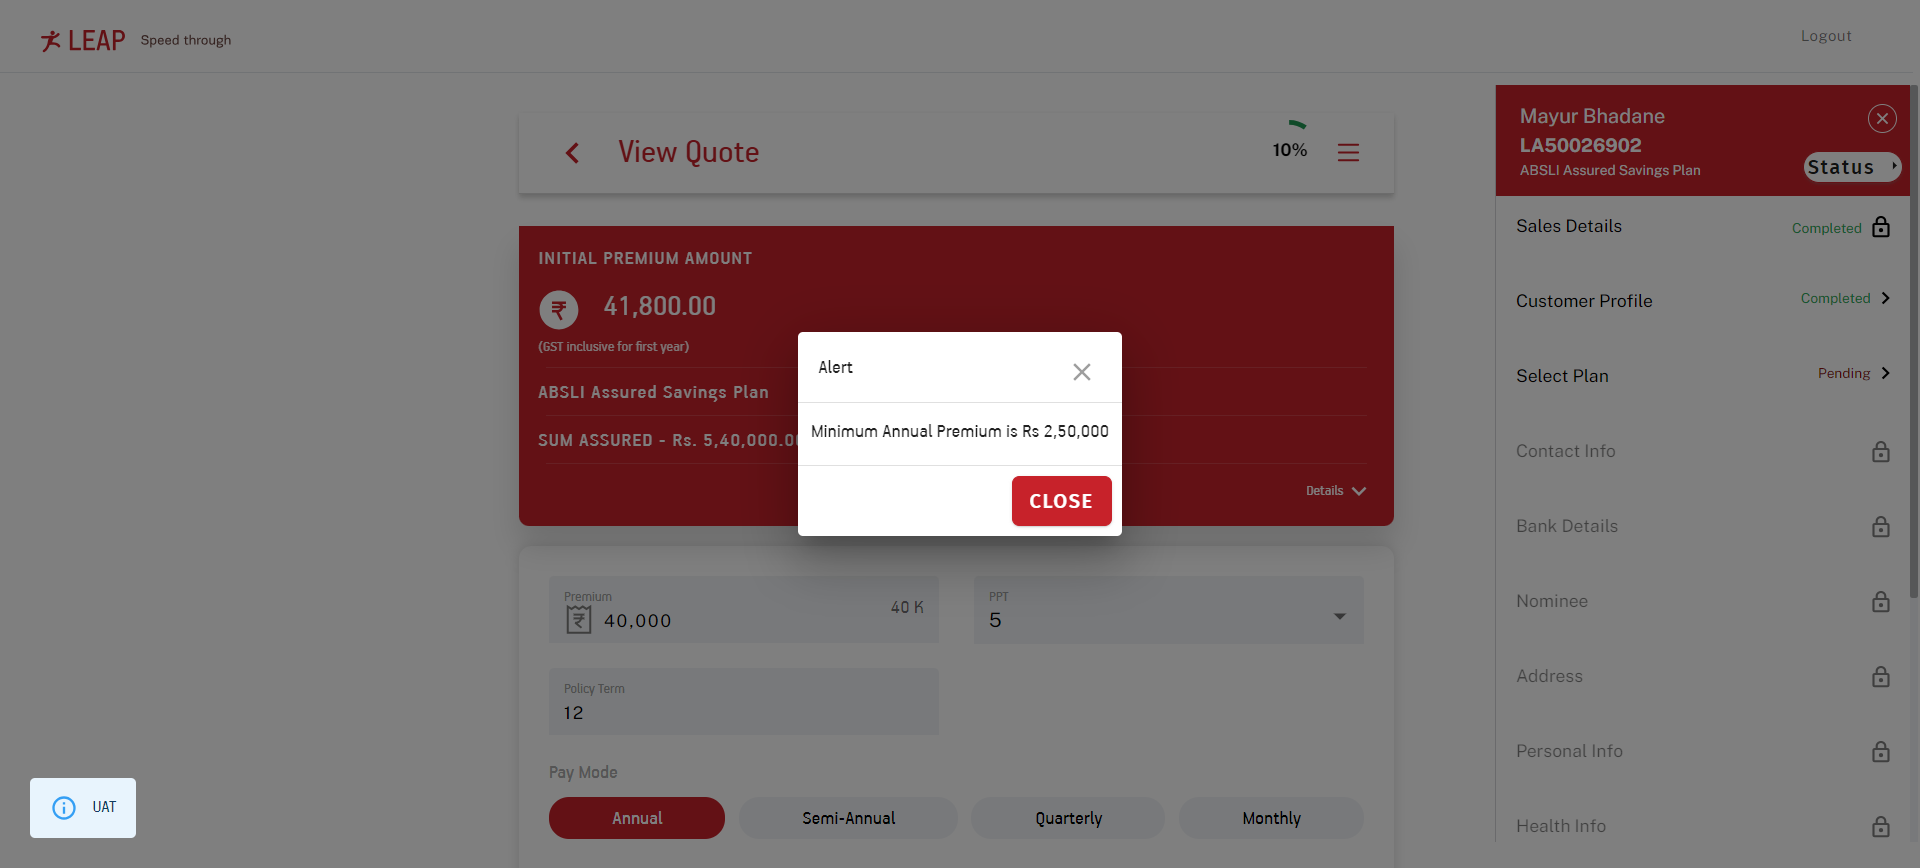 LEAP Speed through
Logout
View Quote
10%
INITIAL PREMIUM AMOUNT
₹ 41,800.00
(GST inclusive for first year)
ABSLI Assured Savings Plan
SUM ASSURED - Rs. 5,40,000.0
Details
Alert
Minimum Annual Premium is Rs 2,50,000
CLOSE
Premium
₹ 40,000
40 K
PPT
5
Policy Term
12
Pay Mode
Annual
Semi-Annual
Quarterly
Monthly
UAT
Mayur Bhadane
LA50026902
ABSLI Assured Savings Plan
Status
Sales Details
Completed
Customer Profile
Completed
Select Plan
Pending
Contact Info
Bank Details
Nominee
Address
Personal Info
Health Info